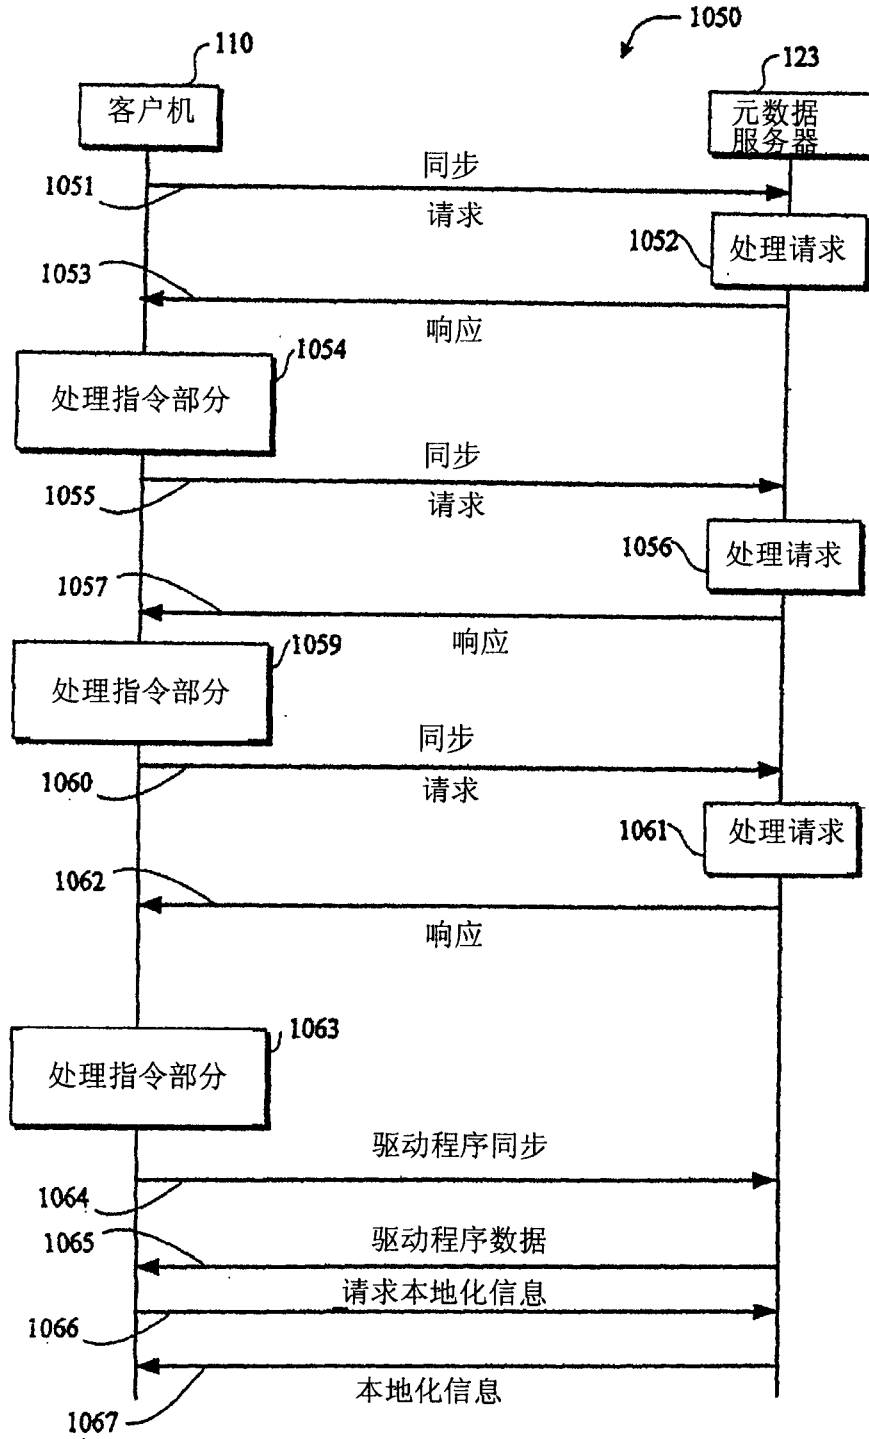 1050
110
123
客户机
元数据
服务器
同步
1051
请求
1052
处理请求
1053
响应
1054
处理指令部分
同步
1055
请求
1056
处理请求
1057
响应
1059
处理指令部分
同步
1060
请求
1061
处理请求
1062
响应
1063
处理指令部分
驱动程序同步
1064
驱动程序数据
1065
请求本地化信息
1066
本地化信息
1067